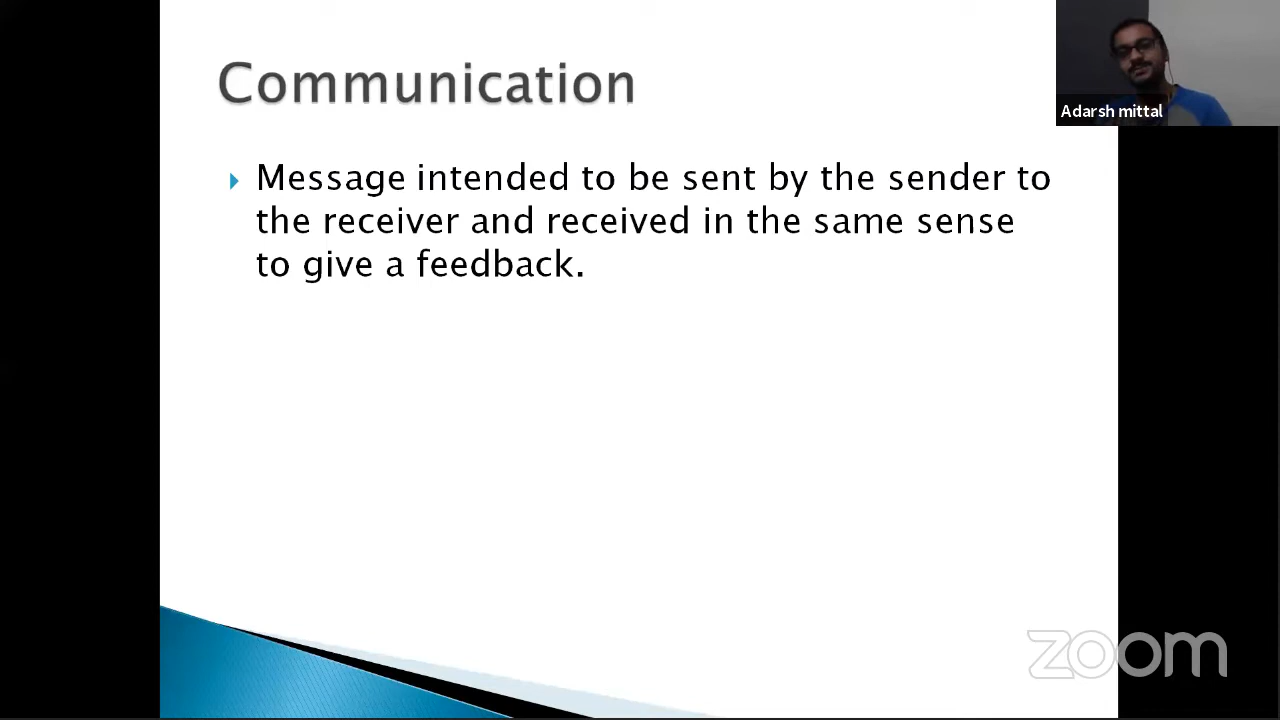 Communication
Message intended to be sent by the sender to
the receiver and received in the same sense
to give a feedback.
Adarsh mittal
zoom